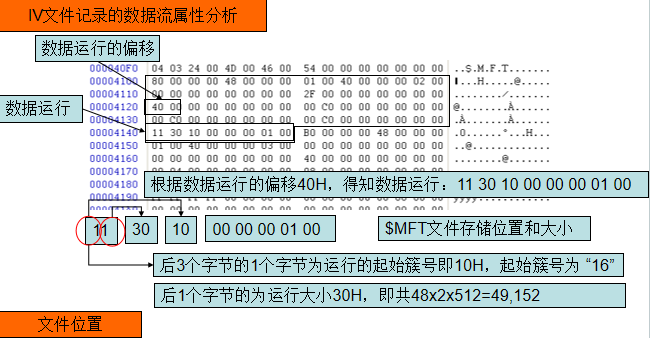 IV文件记录的数据流属性分析
数据运行的偏移
000040F0 04 03 24 00 4D 00 46 00 54 00 00 00 00 00 00 00 ..S.M.F.T.......
00004100 80 00 00 00 48 00 00 00 01 00 40 00 00 00 02 00 ▮...H.....@.....
00 00 00 00 00 00 00 2F 00 00 00 00 00 00 00 ......../.......
数据运行
00004120 40 00 00 00 00 00 00 00 00 C0 00 00 00 00 00 00 @........À......
00004130 00 C0 00 00 00 00 00 00 00 C0 00 00 00 00 00 00 .À.......À......
00004140 11 30 10 00 00 00 01 00 B0 00 00 00 48 00 00 00 .0......°...H...
00004150 01 00 40 00 00 00 03 00 00 00 00 00 00 00 00 00 ..@.............
00004160 00 00 00 00 00 00 00 00 40 00 00 00 00 00 00 00 ........@.......
00004170
00004180
根据数据运行的偏移40H，得知数据运行：11 30 10 00 00 00 01 00
00004190
11 30 10 00 00 00 01 00 $MFT文件存储位置和大小
后3个字节的1个字节为运行的起始簇号即10H，起始簇号为 “16”
后1个字节的为运行大小30H，即共48x2x512=49,152
文件位置